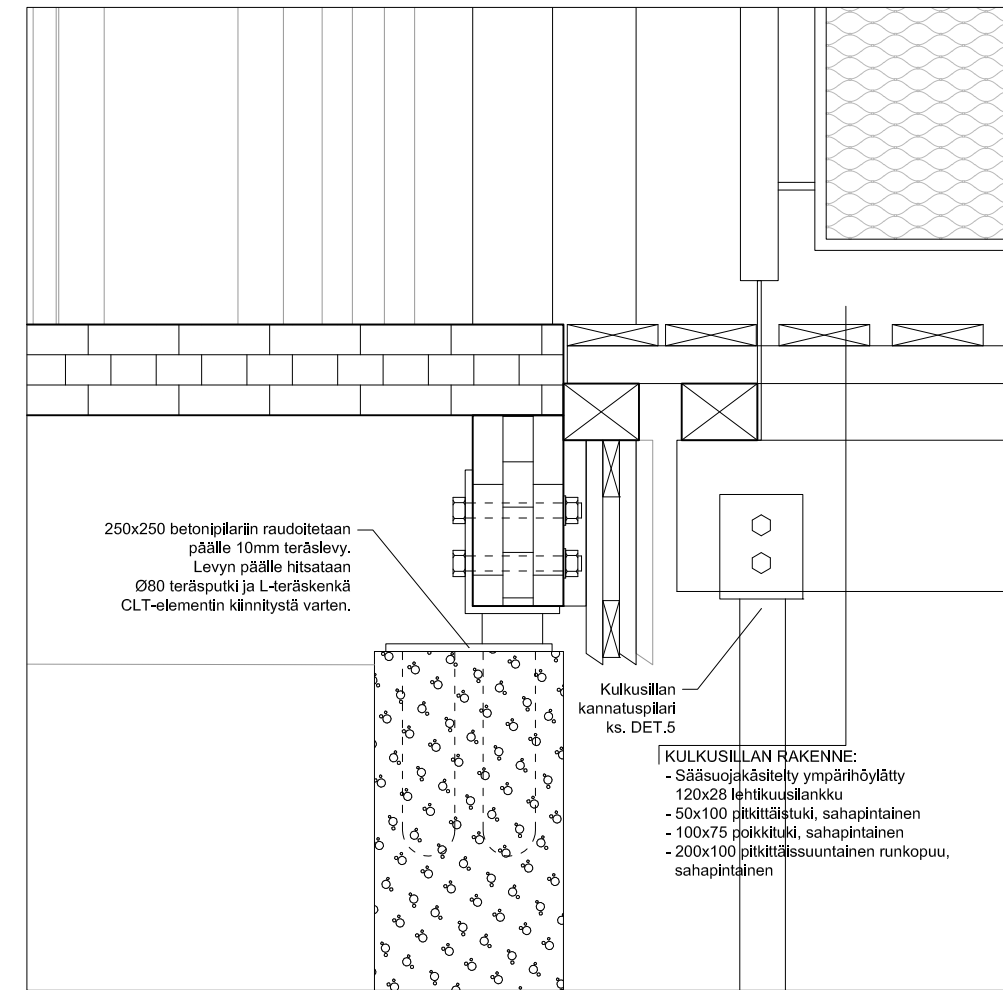 250x250 betonipilariin raudoitetaan
päälle 10mm teräslevy.
Levyn päälle hitsataan
Ø80 teräsputki ja L-teräskenkä
CLT-elementin kiinnitystä varten.
Kulkusillan
kannatuspilari
ks. DET.5
KULKUSILLAN RAKENNE:
- Sääsuojakäsitelty ympärihöylätty
120x28 lehtikuusilankku
- 50x100 pitkittäistuki, sahapintainen
- 100x75 poikkituki, sahapintainen
- 200x100 pitkittäissuuntainen runkopuu,
sahapintainen